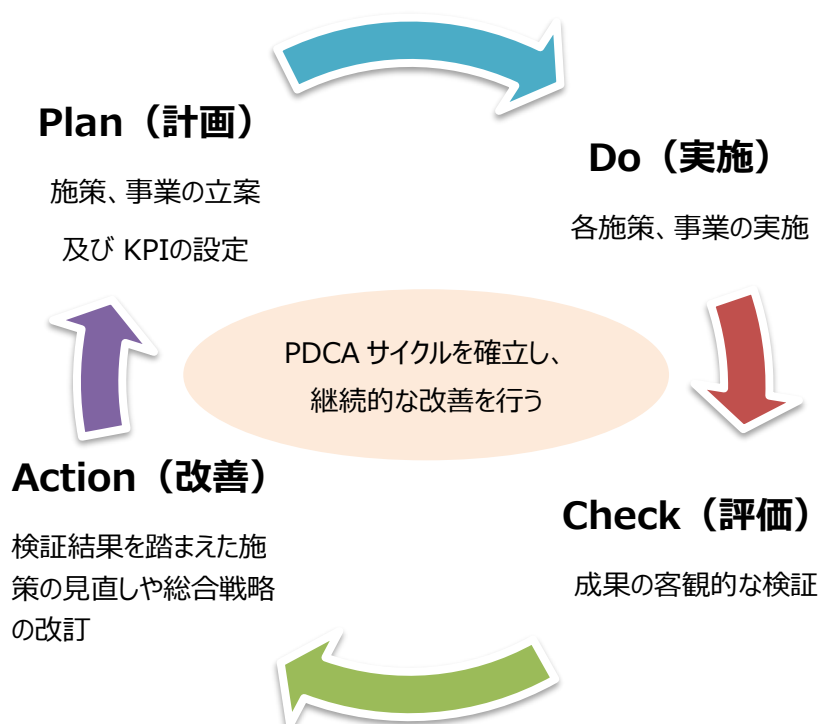 Plan（計画）
施策、事業の立案
及び KPIの設定
Do（実施）
各施策、事業の実施
PDCA サイクルを確立し、
継続的な改善を行う
Action（改善）
検証結果を踏まえた施
策の見直しや総合戦略
の改訂
Check（評価）
成果の客観的な検証